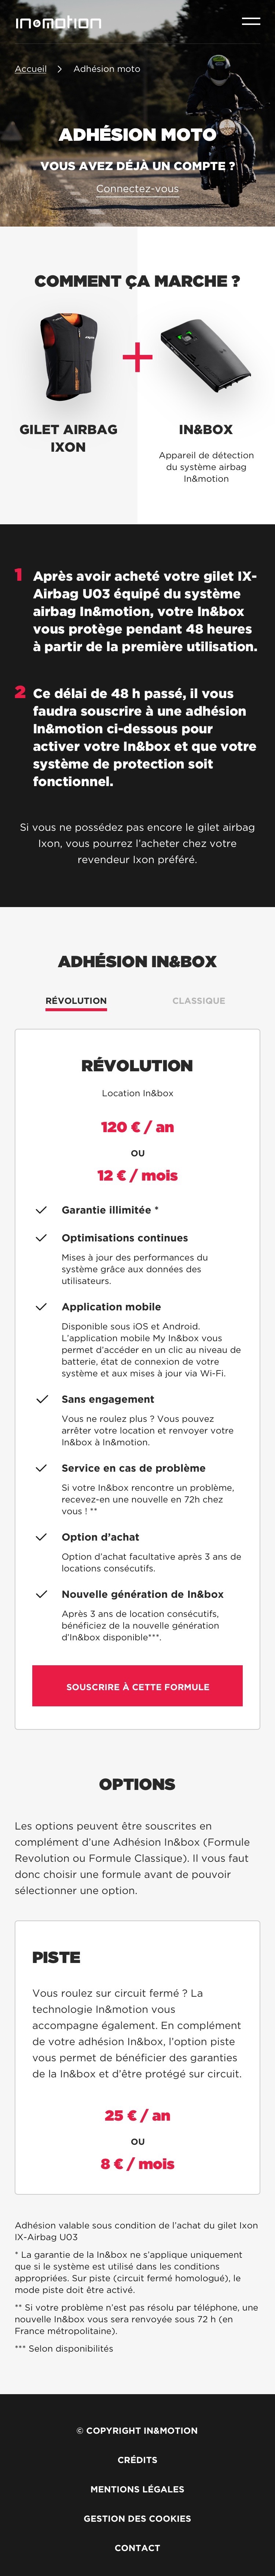 in&motion
Accueil > Adhésion moto
ADHÉSION MOTO
VOUS AVEZ DÉJÀ UN COMPTE ?
Connectez-vous
COMMENT ÇA MARCHE ?
GILET AIRBAG
IXON
IN&BOX
Appareil de détection
du système airbag
In&motion
1 Après avoir acheté votre gilet IX-
Airbag U03 équipé du système
airbag In&motion, votre In&box
vous protège pendant 48 heures
à partir de la première utilisation.
2 Ce délai de 48 h passé, il vous
faudra souscrire à une adhésion
In&motion ci-dessous pour
activer votre In&box et que votre
système de protection soit
fonctionnel.
Si vous ne possédez pas encore le gilet airbag
Ixon, vous pourrez l'acheter chez votre
revendeur Ixon préféré.
ADHÉSION IN&BOX
RÉVOLUTION CLASSIQUE
RÉVOLUTION
Location In&box
120 € / an
OU
12 € / mois
Garantie illimitée *
Optimisations continues
Mises à jour des performances du
système grâce aux données des
utilisateurs.
Application mobile
Disponible sous iOS et Android.
L'application mobile My In&box vous
permet d'accéder en un clic au niveau de
batterie, état de connexion de votre
système et aux mises à jour via Wi-Fi.
Sans engagement
Vous ne roulez plus ? Vous pouvez
arrêter votre location et renvoyer votre
In&box à In&motion.
Service en cas de problème
Si votre In&box rencontre un problème,
recevez-en une nouvelle en 72h chez
vous ! **
Option d'achat
Option d'achat facultative après 3 ans de
locations consécutifs.
Nouvelle génération de In&box
Après 3 ans de location consécutifs,
bénéficiez de la nouvelle génération
d'In&box disponible***.
SOUSCRIRE À CETTE FORMULE
OPTIONS
Les options peuvent être souscrites en
complément d'une Adhésion In&box (Formule
Revolution ou Formule Classique). Il vous faut
donc choisir une formule avant de pouvoir
sélectionner une option.
PISTE
Vous roulez sur circuit fermé ? La
technologie In&motion vous
accompagne également. En complément
de votre adhésion In&box, l'option piste
vous permet de bénéficier des garanties
de la In&box et d'être protégé sur circuit.
25 € / an
OU
8 € / mois
Adhésion valable sous condition de l'achat du gilet Ixon
IX-Airbag U03
* La garantie de la In&box ne s'applique uniquement
que si le système est utilisé dans les conditions
appropriées. Sur piste (circuit fermé homologué), le
mode piste doit être activé.
** Si votre problème n'est pas résolu par téléphone, une
nouvelle In&box vous sera renvoyée sous 72 h (en
France métropolitaine).
*** Selon disponibilités
© COPYRIGHT IN&MOTION
CRÉDITS
MENTIONS LÉGALES
GESTION DES COOKIES
CONTACT